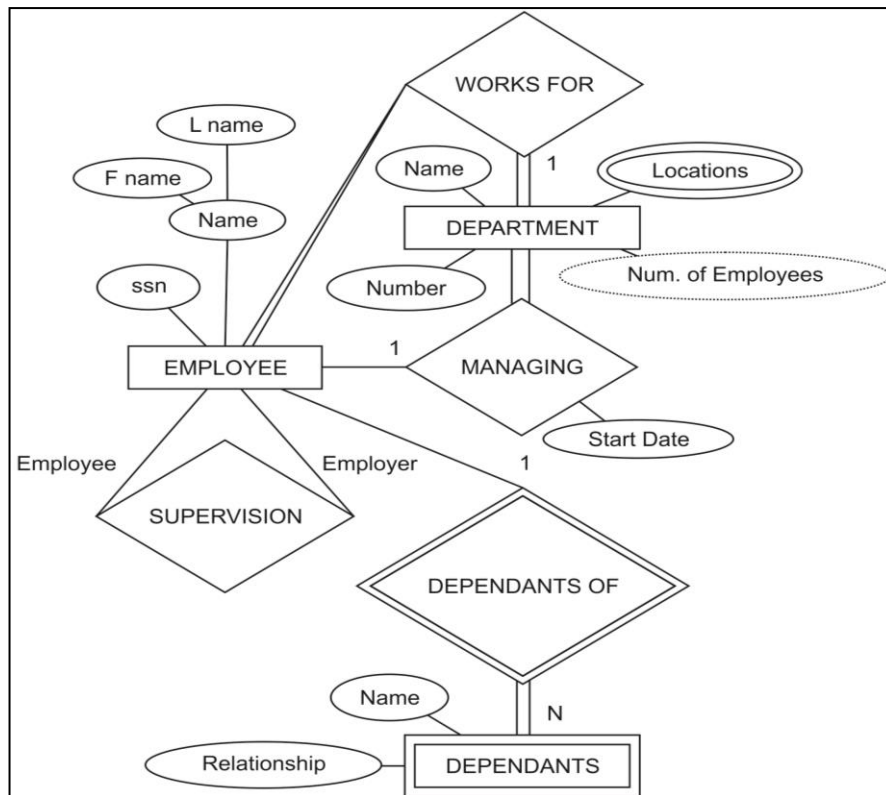 WORKS FOR
L name
1
Name
Locations
F name
Name
DEPARTMENT
Num. of Employees
ssn
Number
1
EMPLOYEE
MANAGING
Start Date
Employee
Employer
1
SUPERVISION
DEPENDANTS OF
Name
N
Relationship
DEPENDANTS